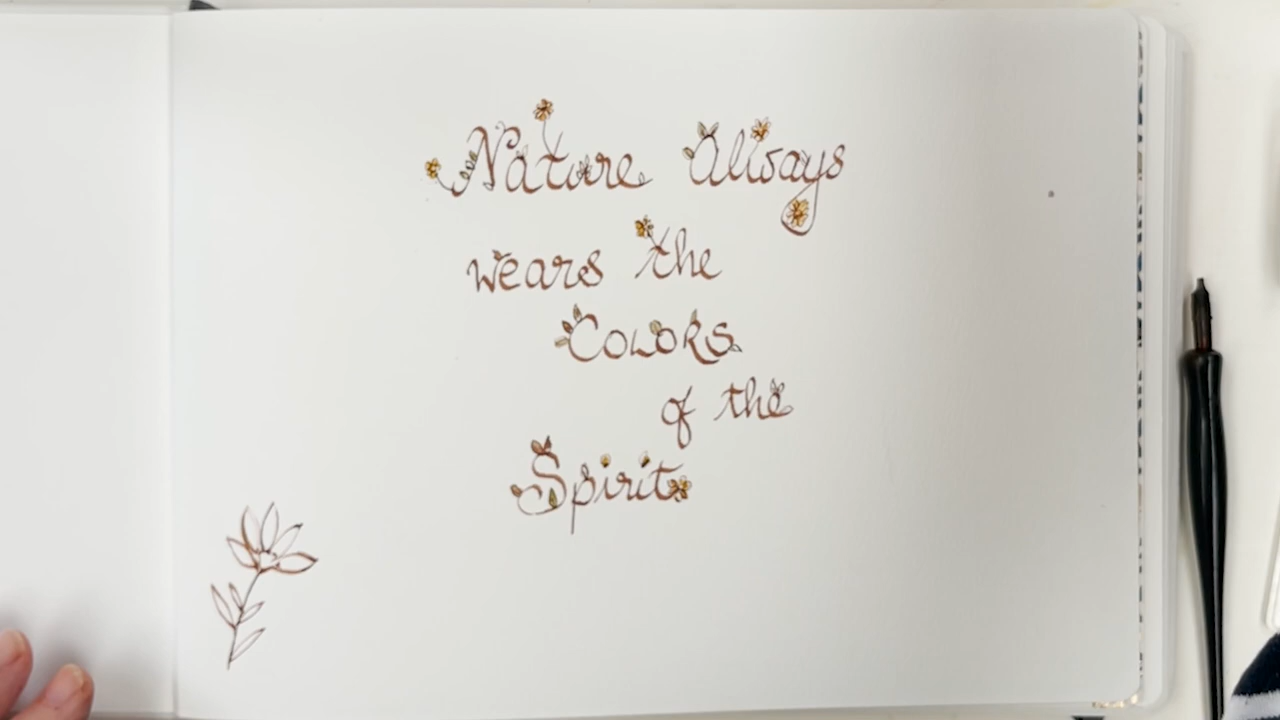 Nature Always
wears the
Colors
of the
Spirit